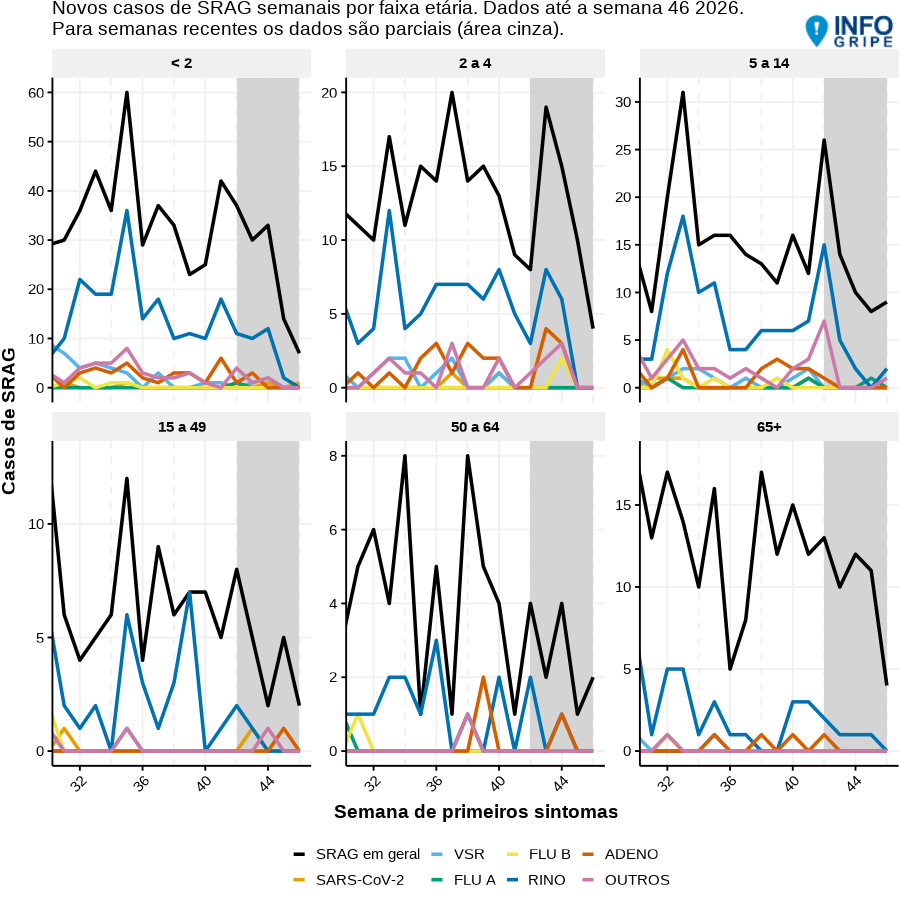 Novos casos de SRAG semanais por faixa etária. Dados até a semana 46 2026.
Para semanas recentes os dados são parciais (área cinza).
INFO
GRIPE
< 2
2 a 4
5 a 14
60
50
40
30
20
10
0
20
15
10
5
0
30
25
20
15
10
5
0
Casos de SRAG
15 a 49
50 a 64
65+
10
5
0
8
6
4
2
0
15
10
5
0
32
36
40
44
32
36
40
44
32
36
40
44
Semana de primeiros sintomas
SRAG em geral
VSR
FLU B
ADENO
SARS-CoV-2
FLU A
RINO
OUTROS